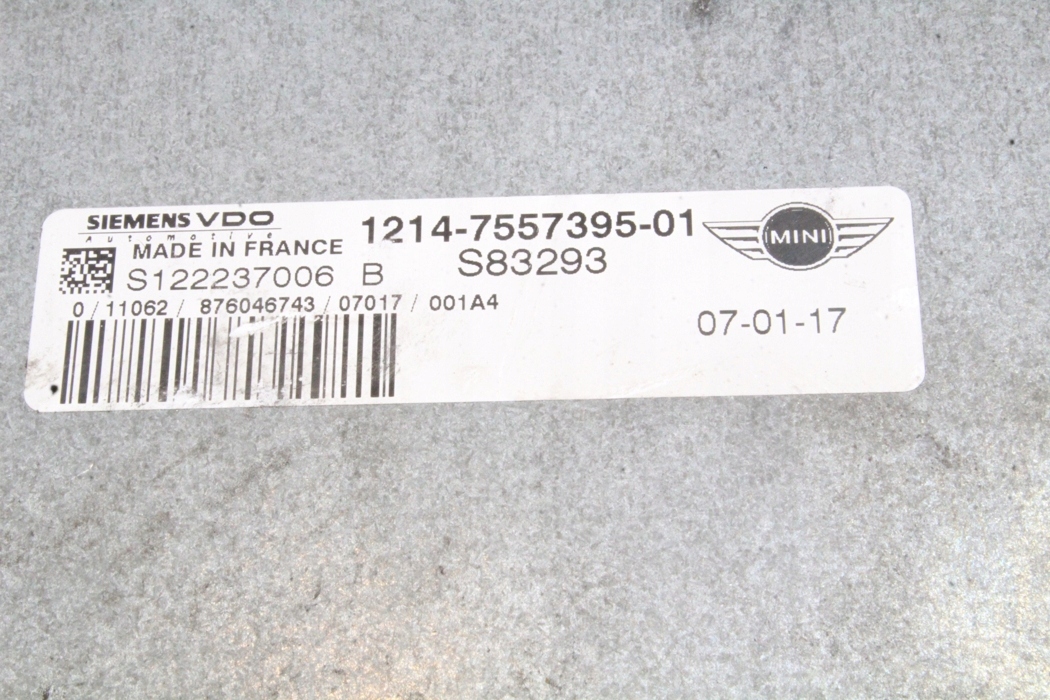 SIEMENS VDO
Automotive
MADE IN FRANCE
S122237006 B
0 / 11062 / 876046743 / 07017 / 001A4
1214-7557395-01
S83293
MINI
07-01-17